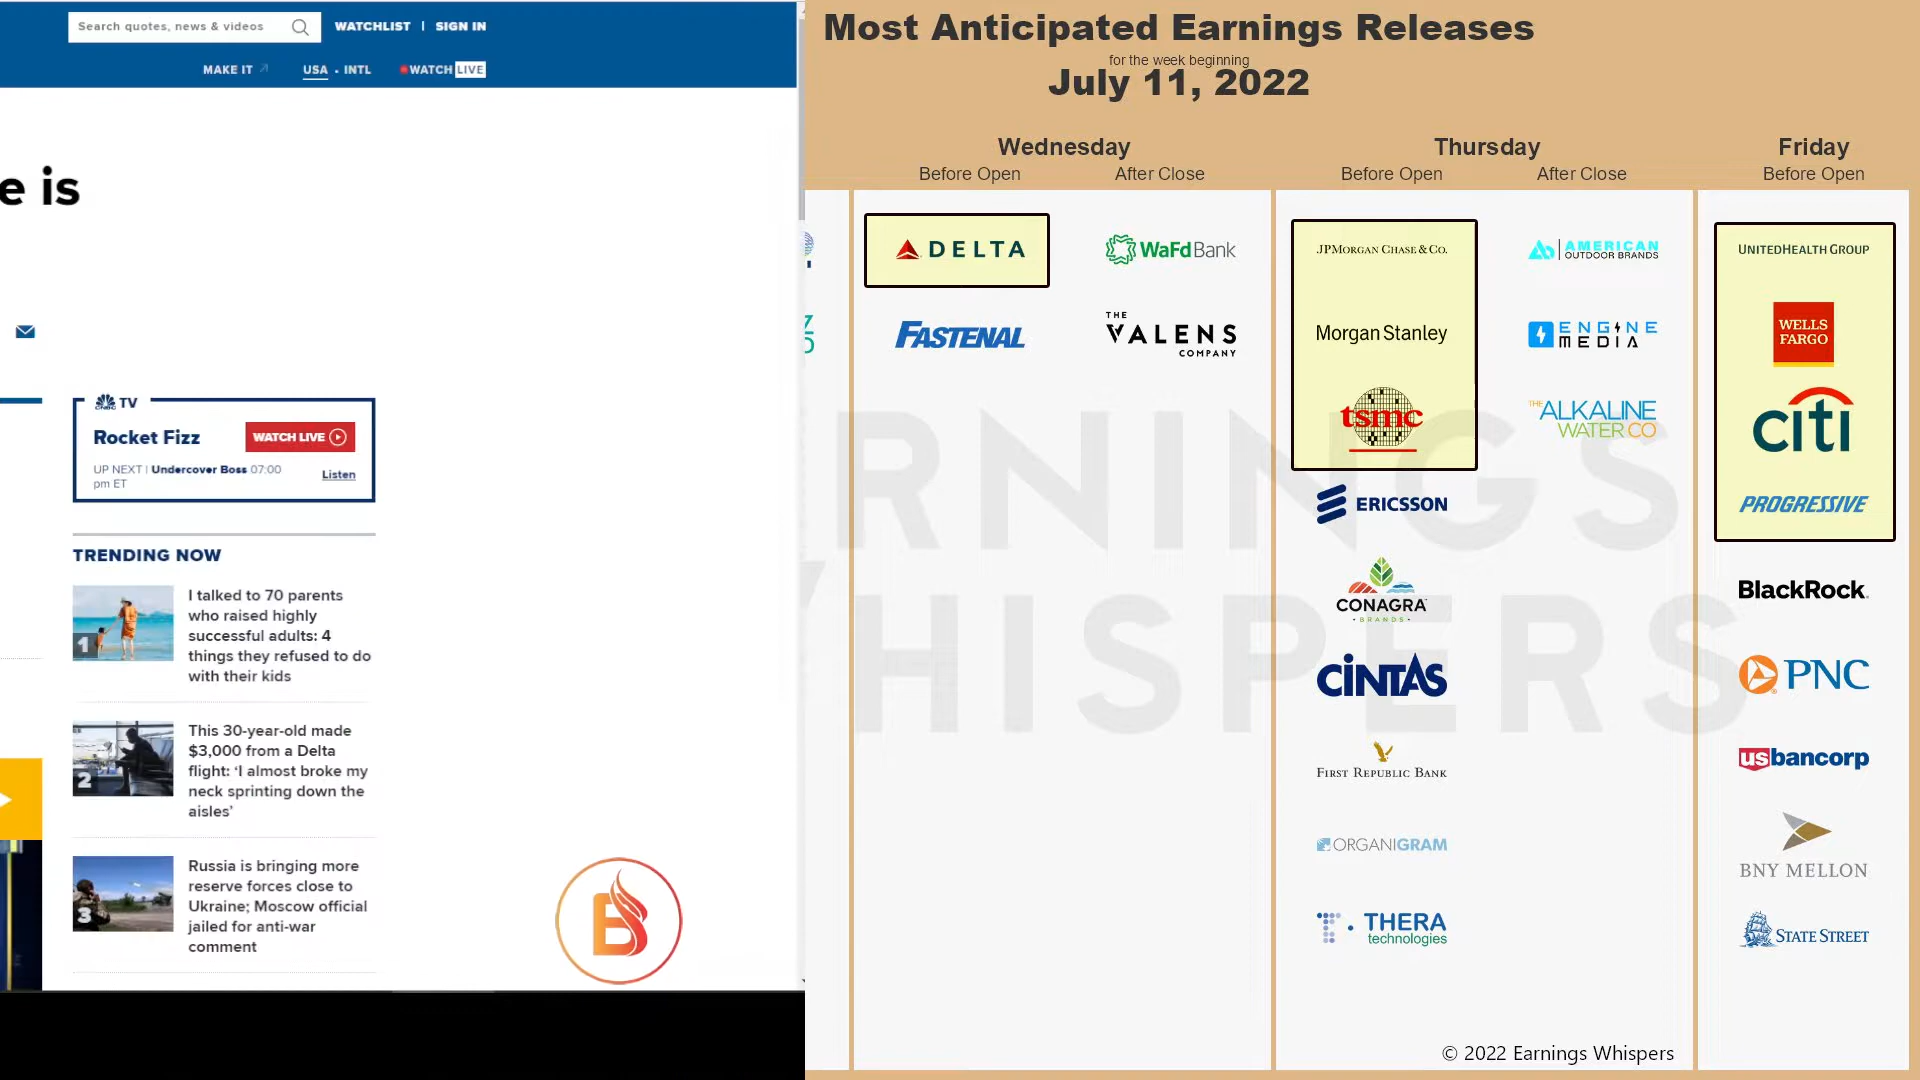 Search quotes, news & videos
WATCHLIST | SIGN IN
MAKE IT
USA • INTL
WATCH LIVE
e is
CNBC TV
Rocket Fizz
WATCH LIVE
UP NEXT | Undercover Boss 07:00
pm ET
Listen
TRENDING NOW
1
I talked to 70 parents
who raised highly
successful adults: 4
things they refused to do
with their kids
2
This 30-year-old made
$3,000 from a Delta
flight: ‘I almost broke my
neck sprinting down the
aisles’
3
Russia is bringing more
reserve forces close to
Ukraine; Moscow official
jailed for anti-war
comment
B
Most Anticipated Earnings Releases
for the week beginning
July 11, 2022
Wednesday
Before Open
After Close
DELTA
WaFd Bank
FASTENAL
THE
VALENS
COMPANY
Thursday
Before Open
After Close
JPMORGAN CHASE & CO.
AMERICAN
OUTDOOR BRANDS
Morgan Stanley
ENGINE
MEDIA
tsmc
THE ALKALINE
WATER CO
ERICSSON
CONAGRA
BRANDS
CINTAS
FIRST REPUBLIC BANK
ORGANIGRAM
THERA
technologies
Friday
Before Open
UNITEDHEALTH GROUP
WELLS
FARGO
citi
PROGRESSIVE
BlackRock.
PNC
usbancorp
BNY MELLON
STATE STREET
RNINGS
WHISPERS
© 2022 Earnings Whispers